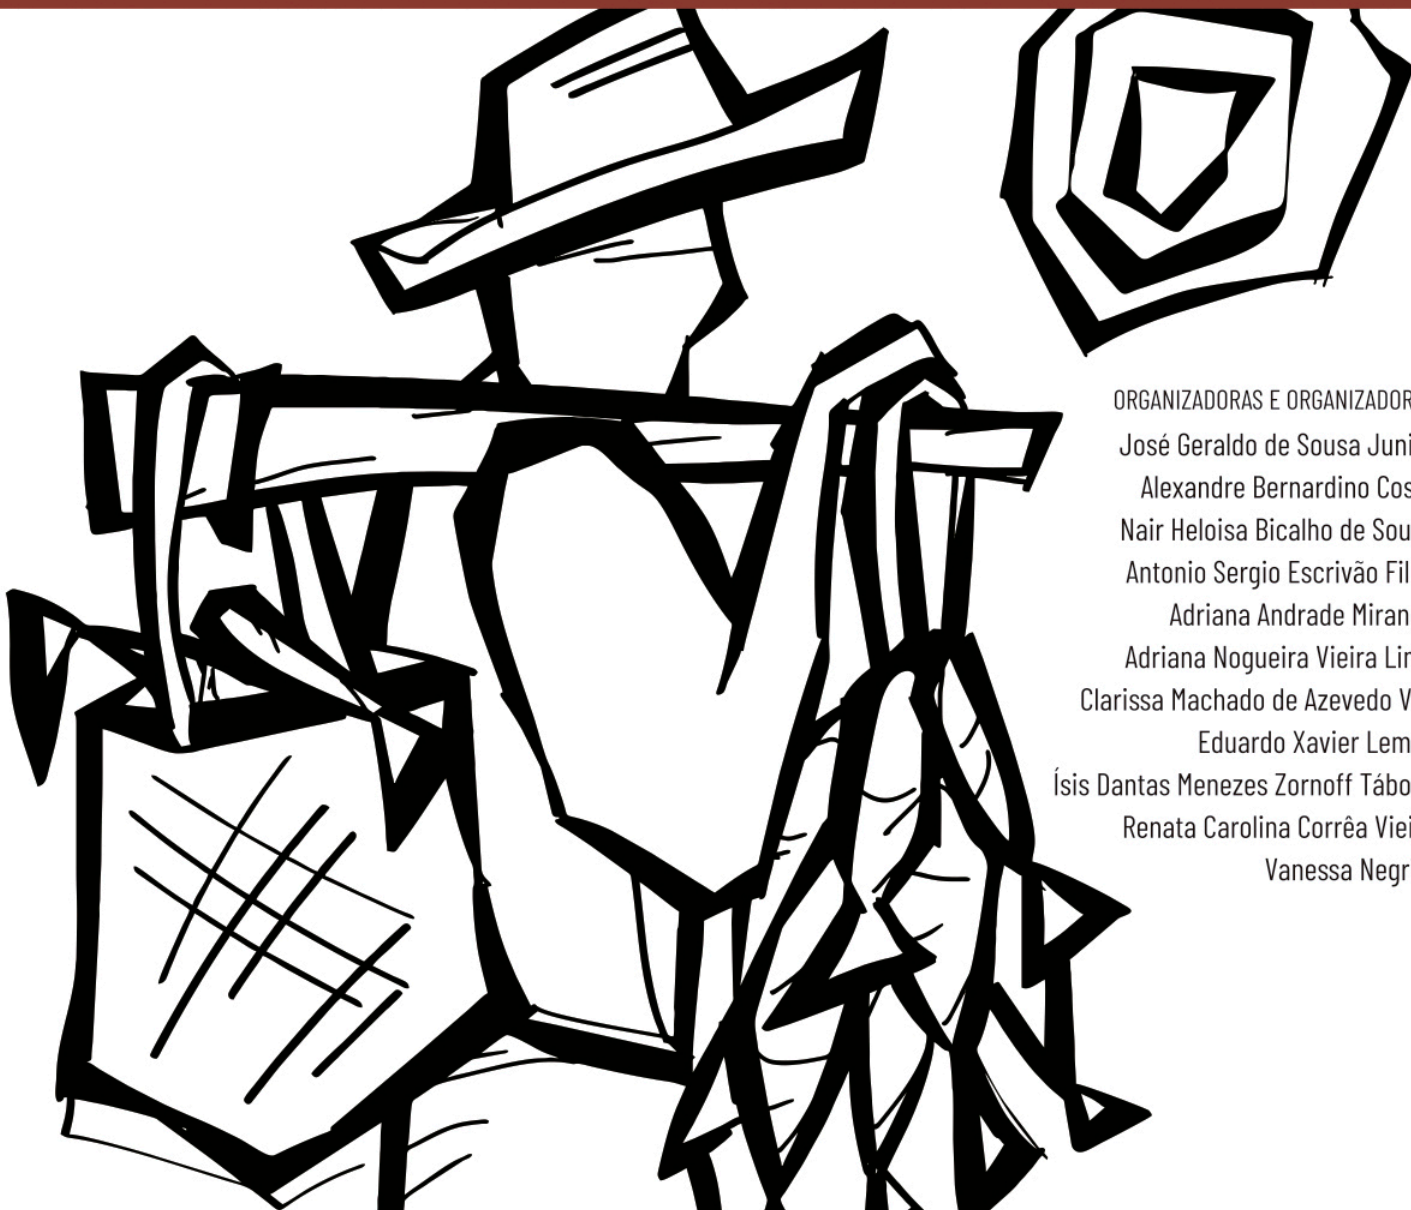 ORGANIZADORAS E ORGANIZADOR
José Geraldo de Sousa Juni
Alexandre Bernardino Cos
Nair Heloisa Bicalho de Sou
Antonio Sergio Escrivão Fil
Adriana Andrade Miran
Adriana Nogueira Vieira Lim
Clarissa Machado de Azevedo V
Eduardo Xavier Lem
Ísis Dantas Menezes Zornoff Tábo
Renata Carolina Corrêa Viei
Vanessa Negr